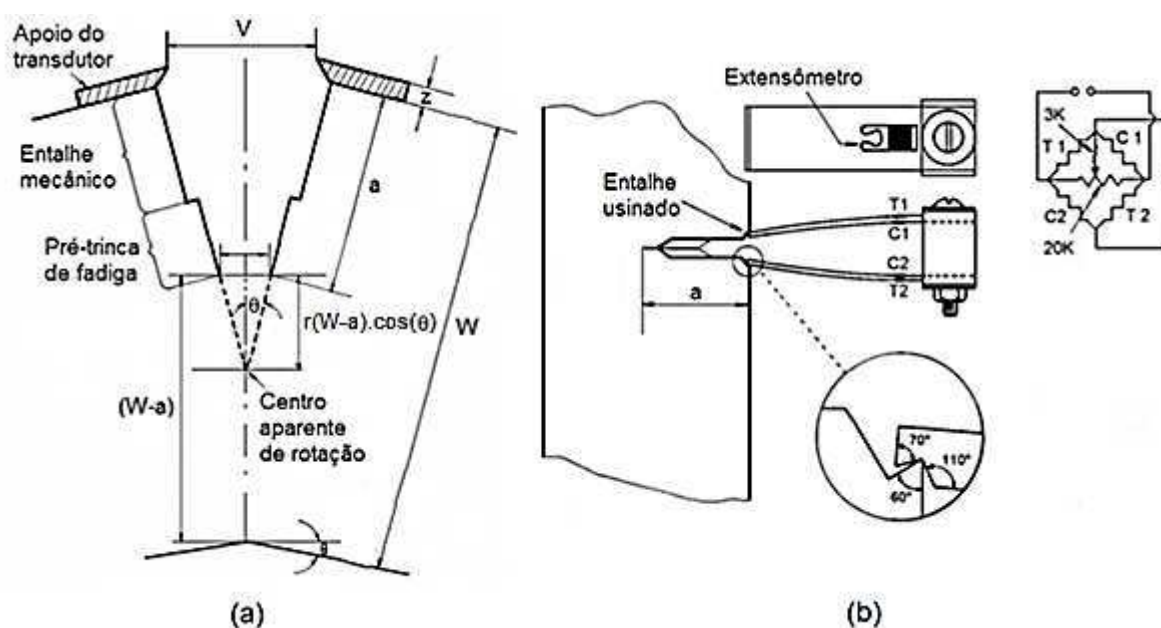 V
Apoio do
transdutor
z
Entalhe
mecânico
a
Pré-trinca
de fadiga
θ
r(W-a).cos(θ)
W
(W-a)
Centro
aparente
de rotação
θ
(a)
Extensômetro
Entalhe
usinado
T1
C1
C2
T2
a
70°
110°
60°
3K
T 1
C 1
C2
T 2
20K
(b)